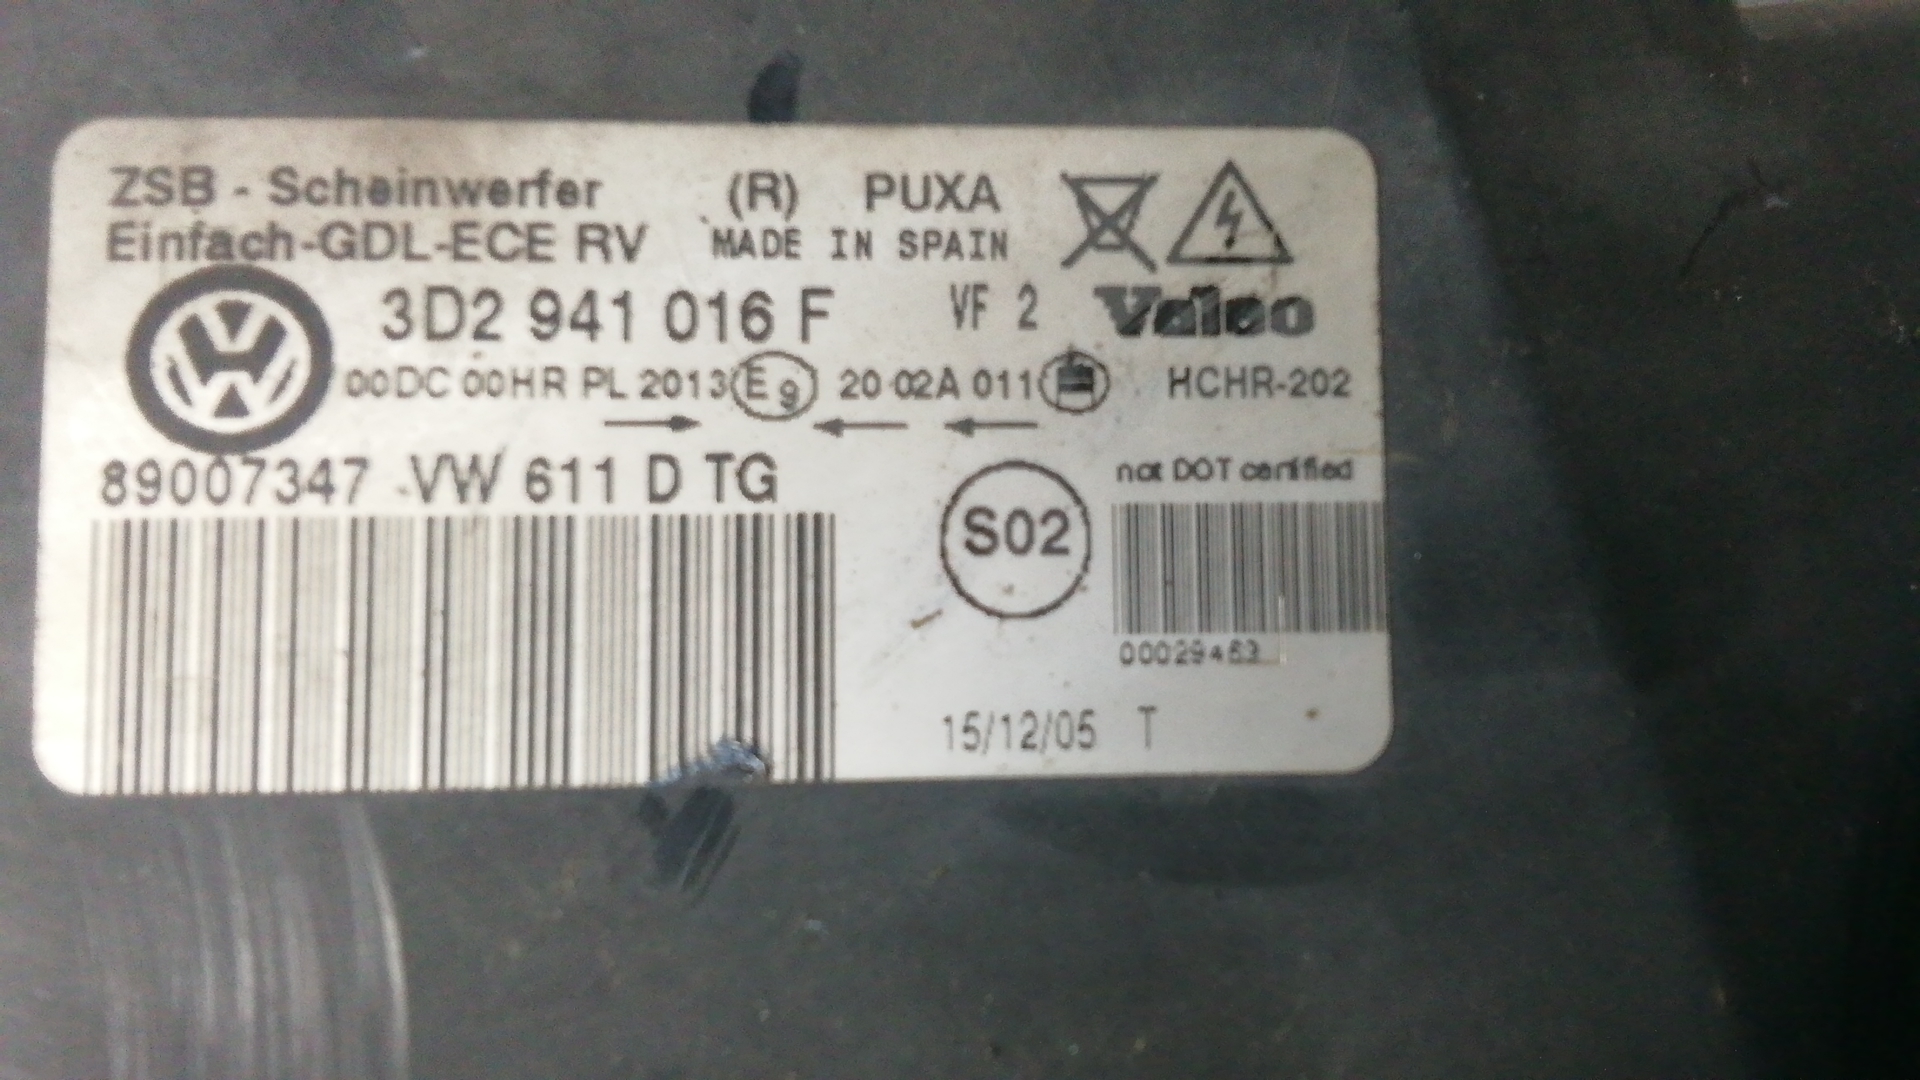 ZSB - Scheinwerfer (R) PUXA
Einfach-GDL-ECE RV MADE IN SPAIN
3D2 941 016 F VF 2 Valeo
00DC 00HR PL 2013 E9 20 02A 011 HCHR-202
89007347 VW 611 D TG
not DOT certified
S02
00029463
15/12/05 T